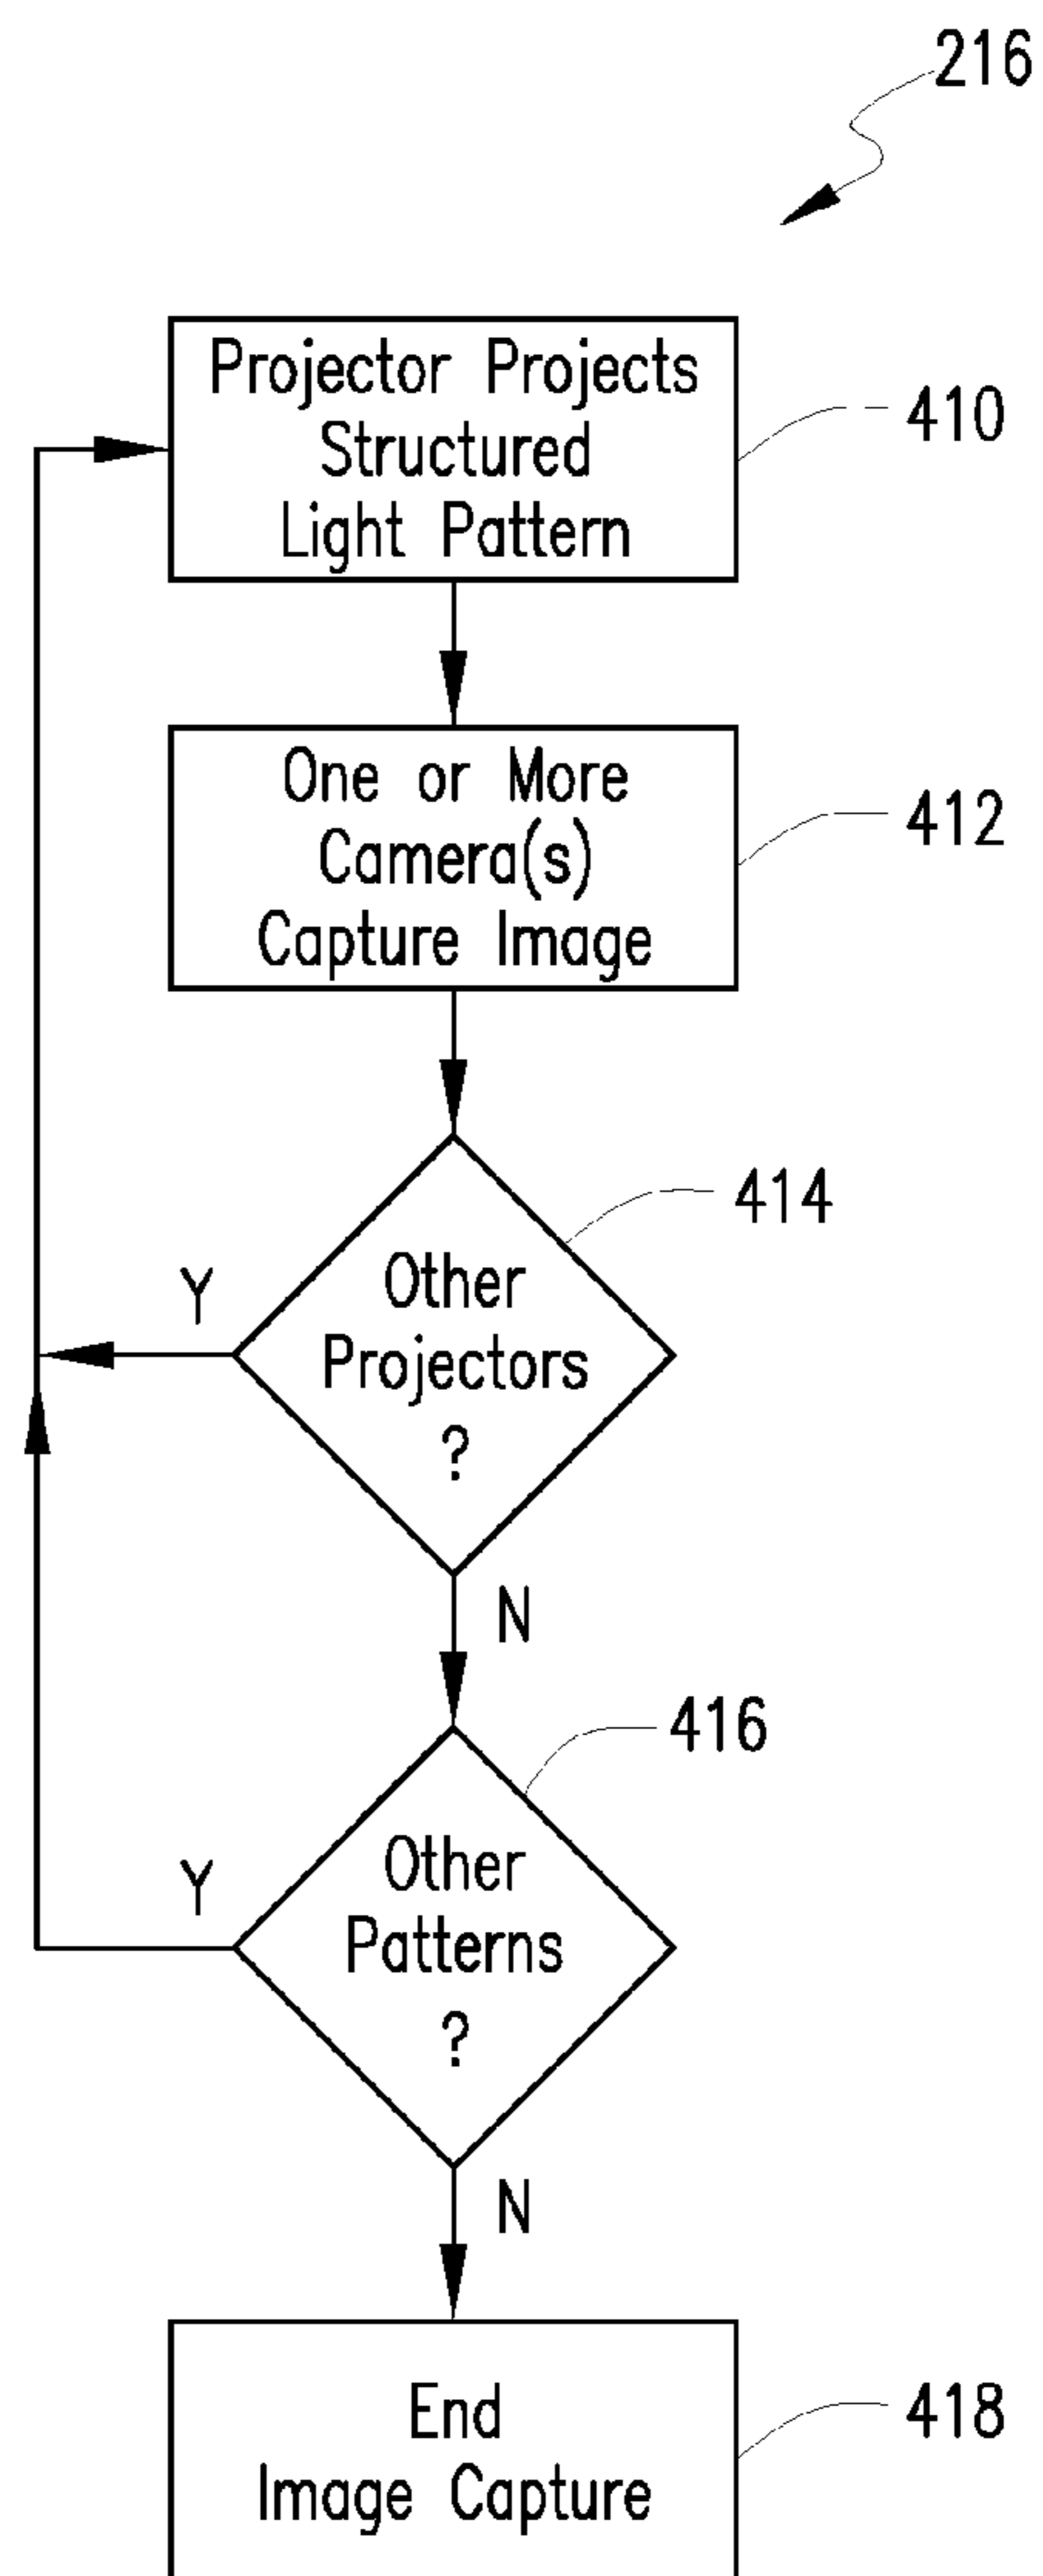 216
Projector Projects
Structured
Light Pattern
410
One or More
Camera(s)
Capture Image
412
414
Other
Projectors
?
Y
N
416
Other
Patterns
?
Y
N
End
Image Capture
418